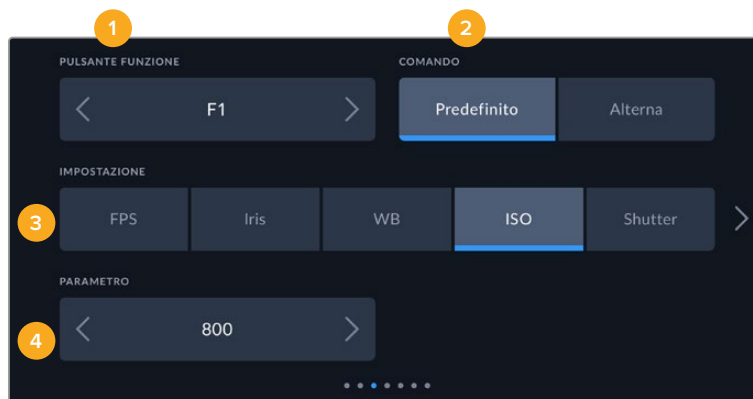 1
2
PULSANTE FUNZIONE
COMANDO
F1
Predefinito
Alterna
IMPOSTAZIONE
3
FPS
Iris
WB
ISO
Shutter
PARAMETRO
4
800